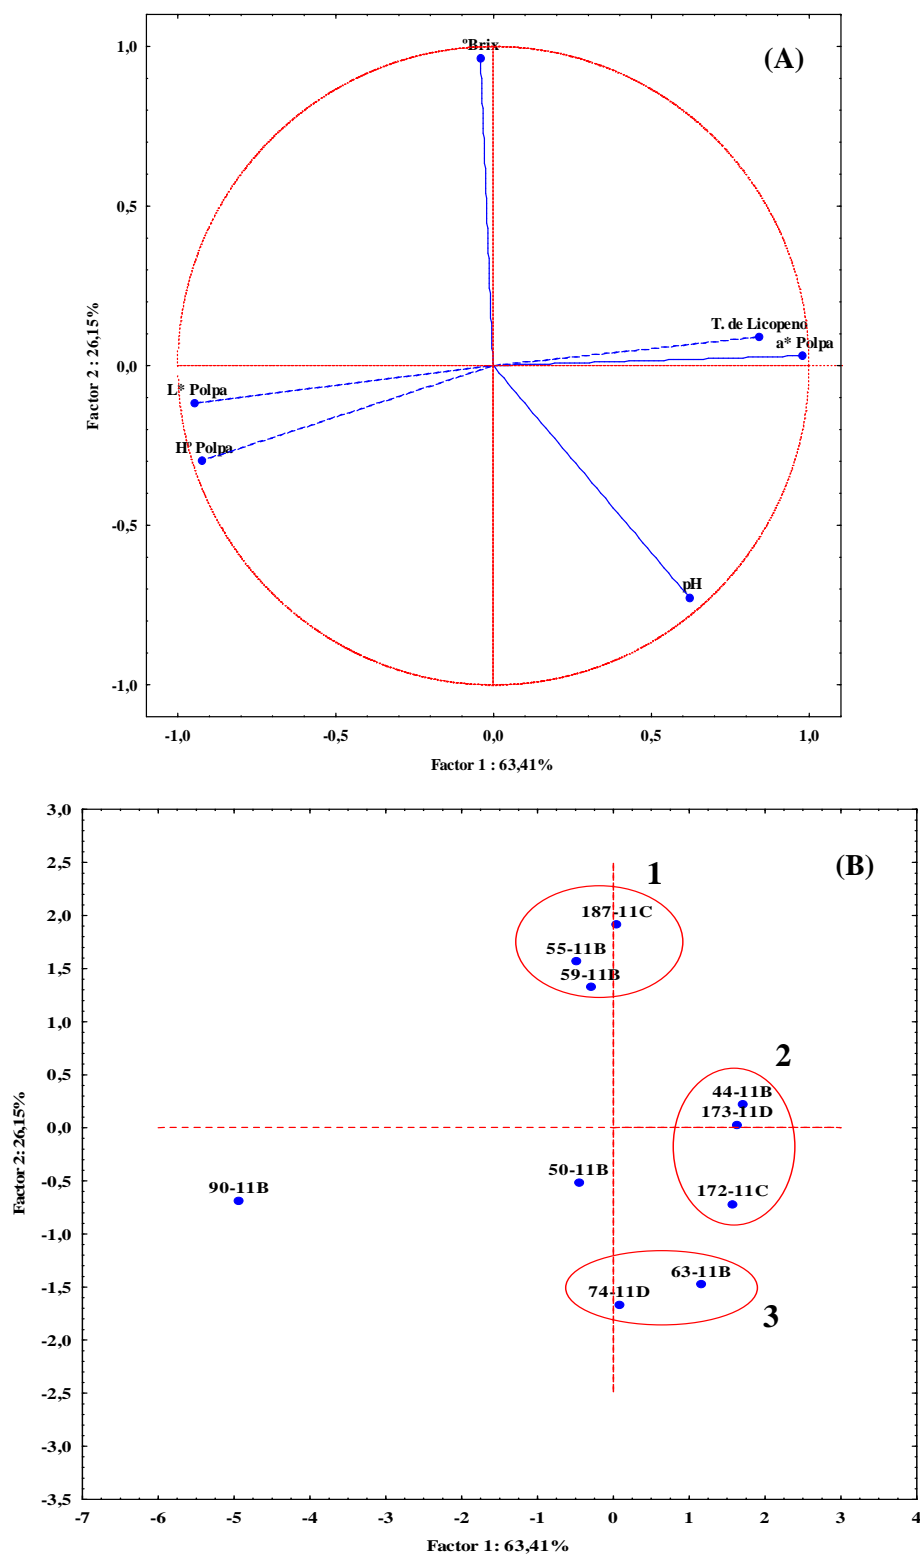 (A)
ºBrix
T. de Licopeno
a* Polpa
L* Polpa
Hº Polpa
pH
1,0
0,5
0,0
-0,5
-1,0
Factor 2 : 26,15%
-1,0
-0,5
0,0
0,5
1,0
Factor 1 : 63,41%
(B)
1
187-11C
55-11B
59-11B
2
44-11B
173-11D
50-11B
90-11B
172-11C
63-11B
74-11D
3
3,0
2,5
2,0
1,5
1,0
0,5
0,0
-0,5
-1,0
-1,5
-2,0
-2,5
-3,0
-3,5
Factor 2: 26,15%
-7 -6 -5 -4 -3 -2 -1 0 1 2 3 4
Factor 1: 63,41%